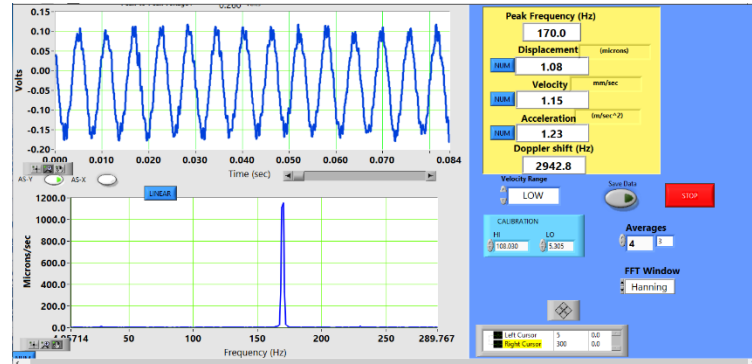 0.260
0.15
0.10
0.05
0.00
-0.05
-0.10
-0.15
-0.20
Volts
0.000 0.010 0.020 0.030 0.040 0.050 0.060 0.070 0.084
Time (sec)
AS-Y AS-X
LINEAR
1200.0
1000.0
800.0
600.0
400.0
200.0
0.0
Microns/sec
50 100 150 200 250 289.767
Frequency (Hz)
Peak Frequency (Hz)
170.0
Displacement (microns)
NUM 1.08
Velocity mm/sec
NUM 1.15
Acceleration (m/sec^2)
NUM 1.23
Doppler shift (Hz)
2942.8
Velocity Range
LOW
Save Data
STOP
CALIBRATION
HI LO
108.030 5.305
Averages
4 3
FFT Window
Hanning
Left Cursor 5 0.0
Right Cursor 300 0.0